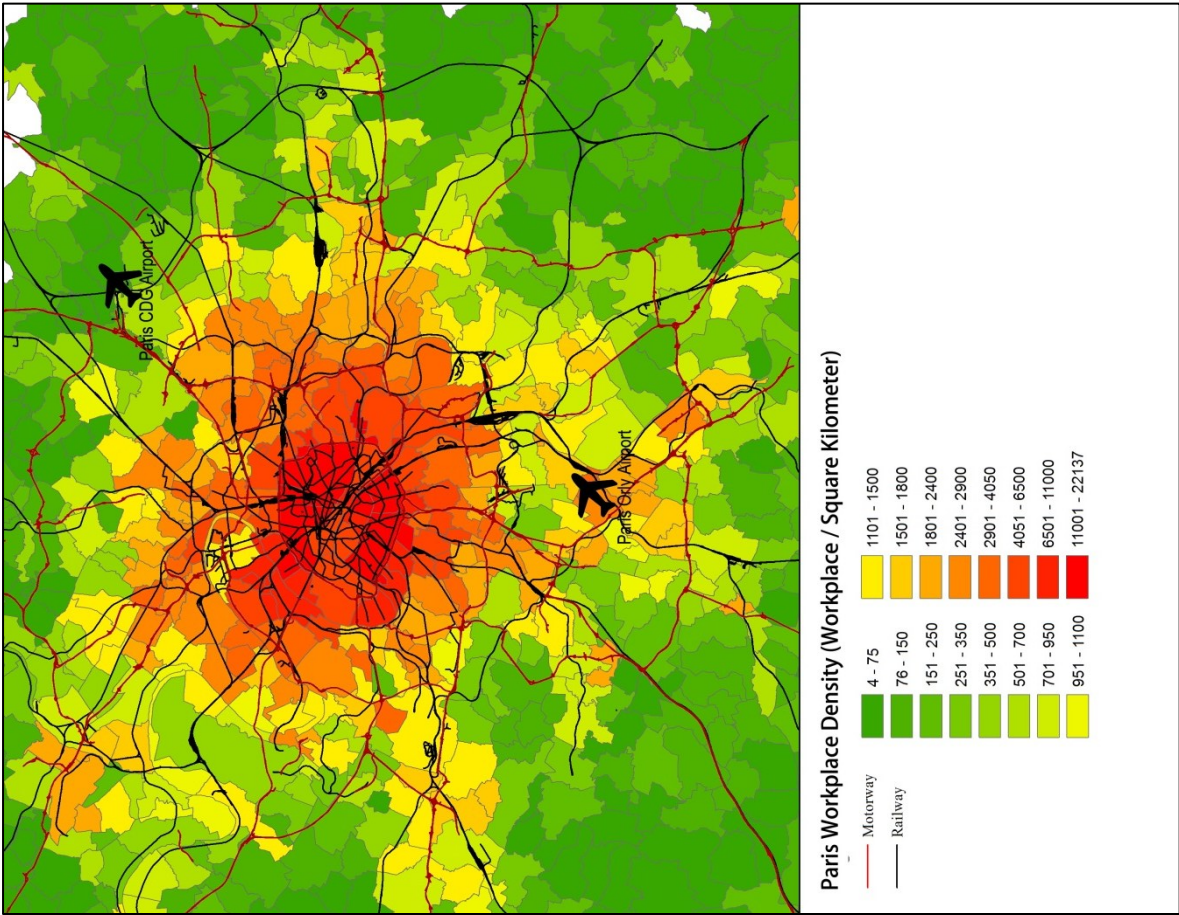 Paris CDG Airport
Paris Orly Airport
Paris Workplace Density (Workplace / Square Kilometer)
Motorway
Railway
4 - 75
76 - 150
151 - 250
251 - 350
351 - 500
501 - 700
701 - 950
951 - 1100
1101 - 1500
1501 - 1800
1801 - 2400
2401 - 2900
2901 - 4050
4051 - 6500
6501 - 11000
11001 - 22137